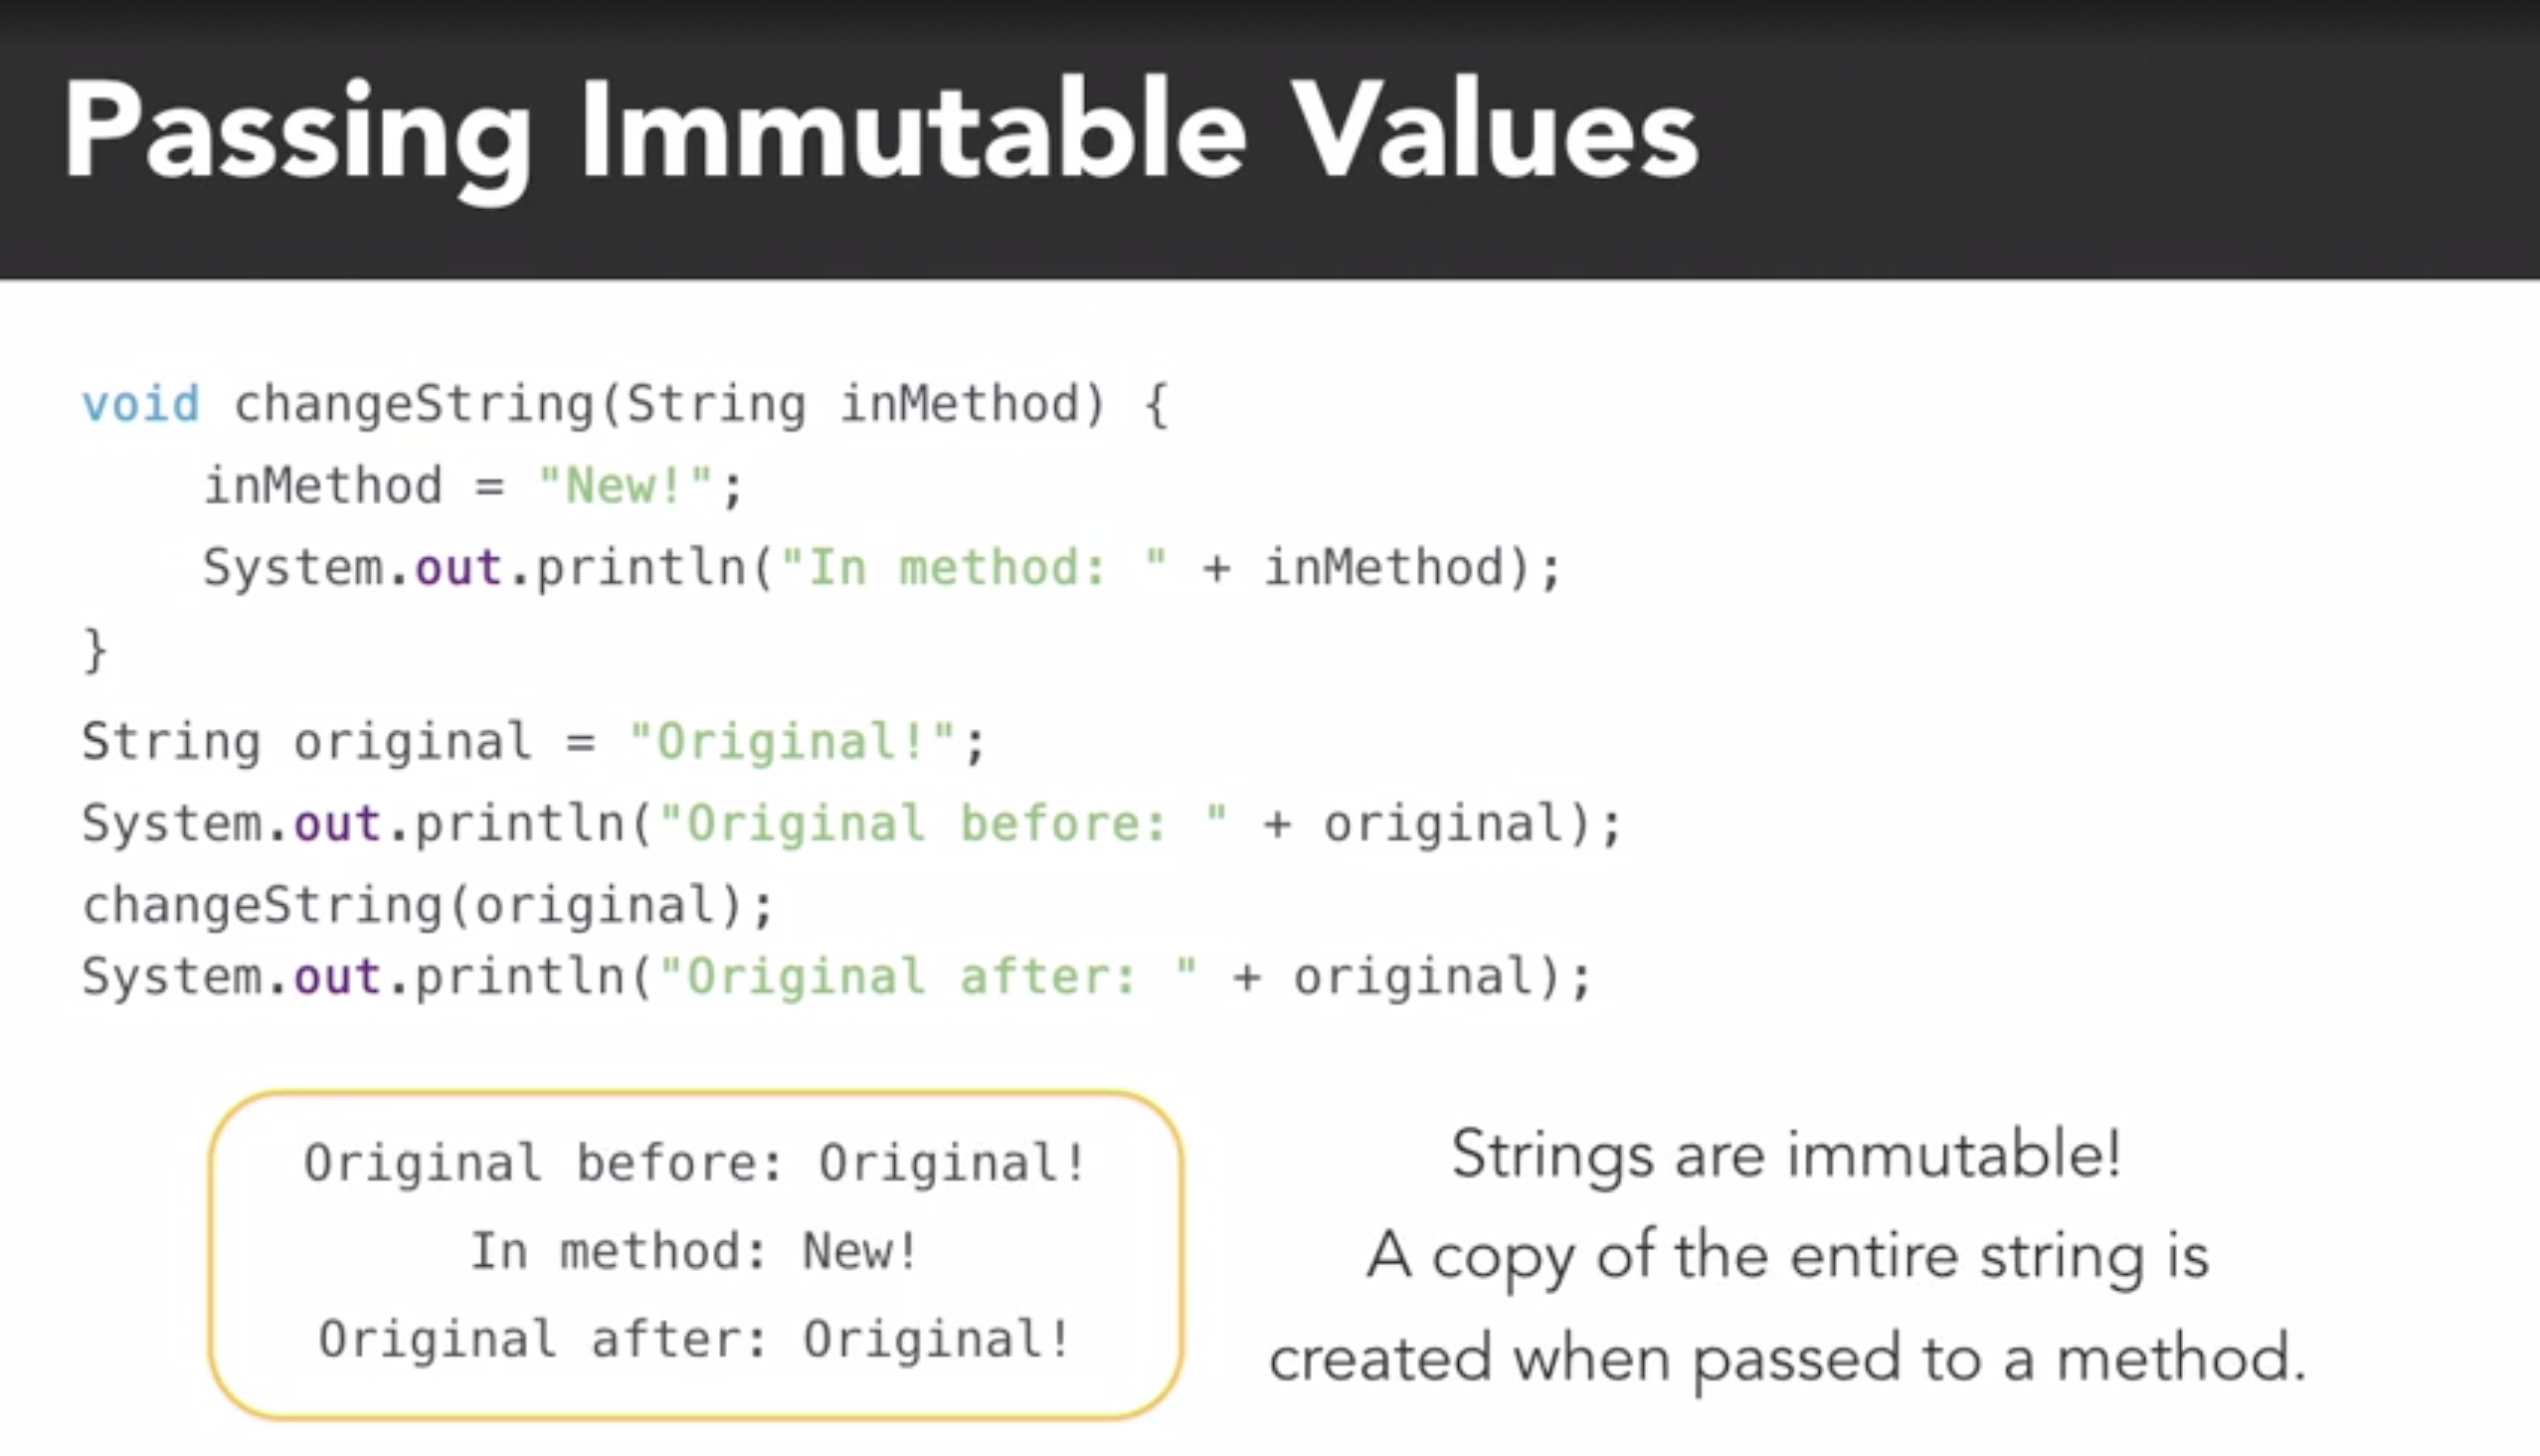 Passing Immutable Values
void changeString(String inMethod) {
    inMethod = "New!";
    System.out.println("In method: " + inMethod);
}
String original = "Original!";
System.out.println("Original before: " + original);
changeString(original);
System.out.println("Original after: " + original);
Original before: Original!
In method: New!
Original after: Original!
Strings are immutable!
A copy of the entire string is
created when passed to a method.